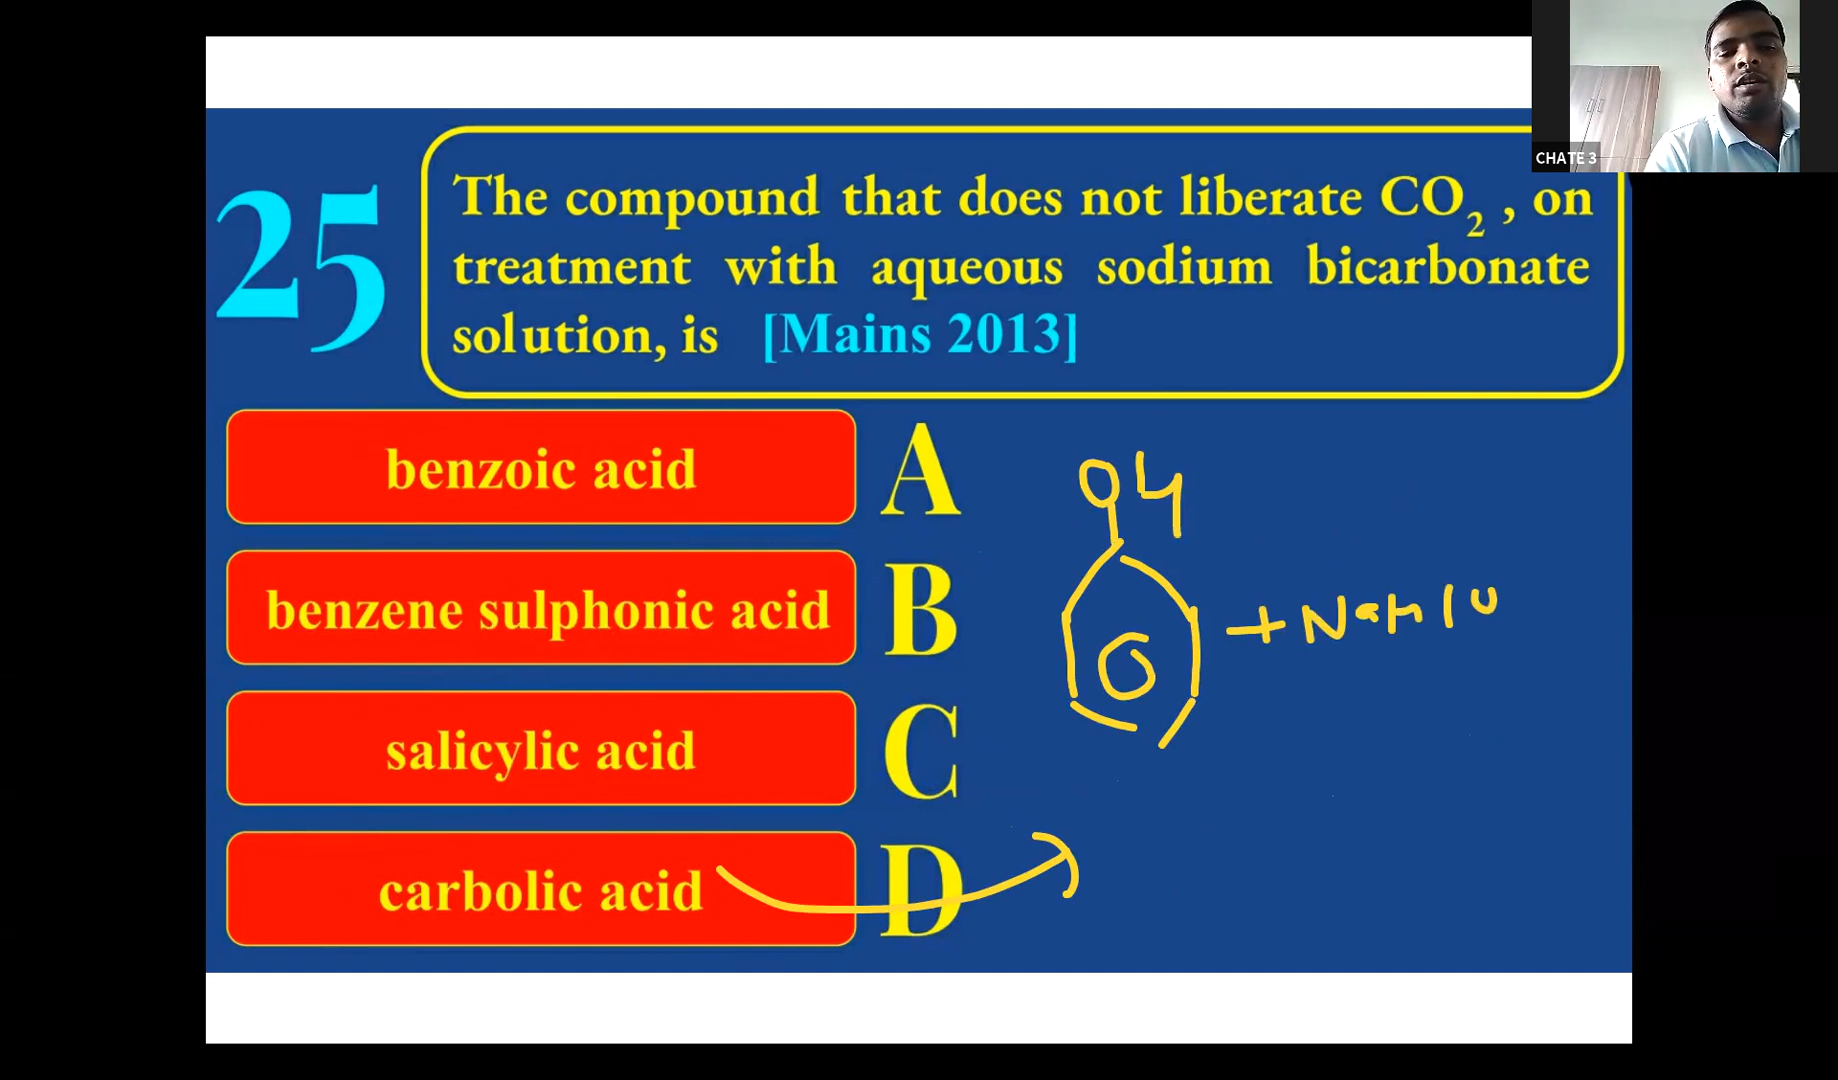 CHATE 3
25
The compound that does not liberate CO₂ , on
treatment with aqueous sodium bicarbonate
solution, is [Mains 2013]
benzoic acid A
benzene sulphonic acid B
salicylic acid C
carbolic acid D
OH